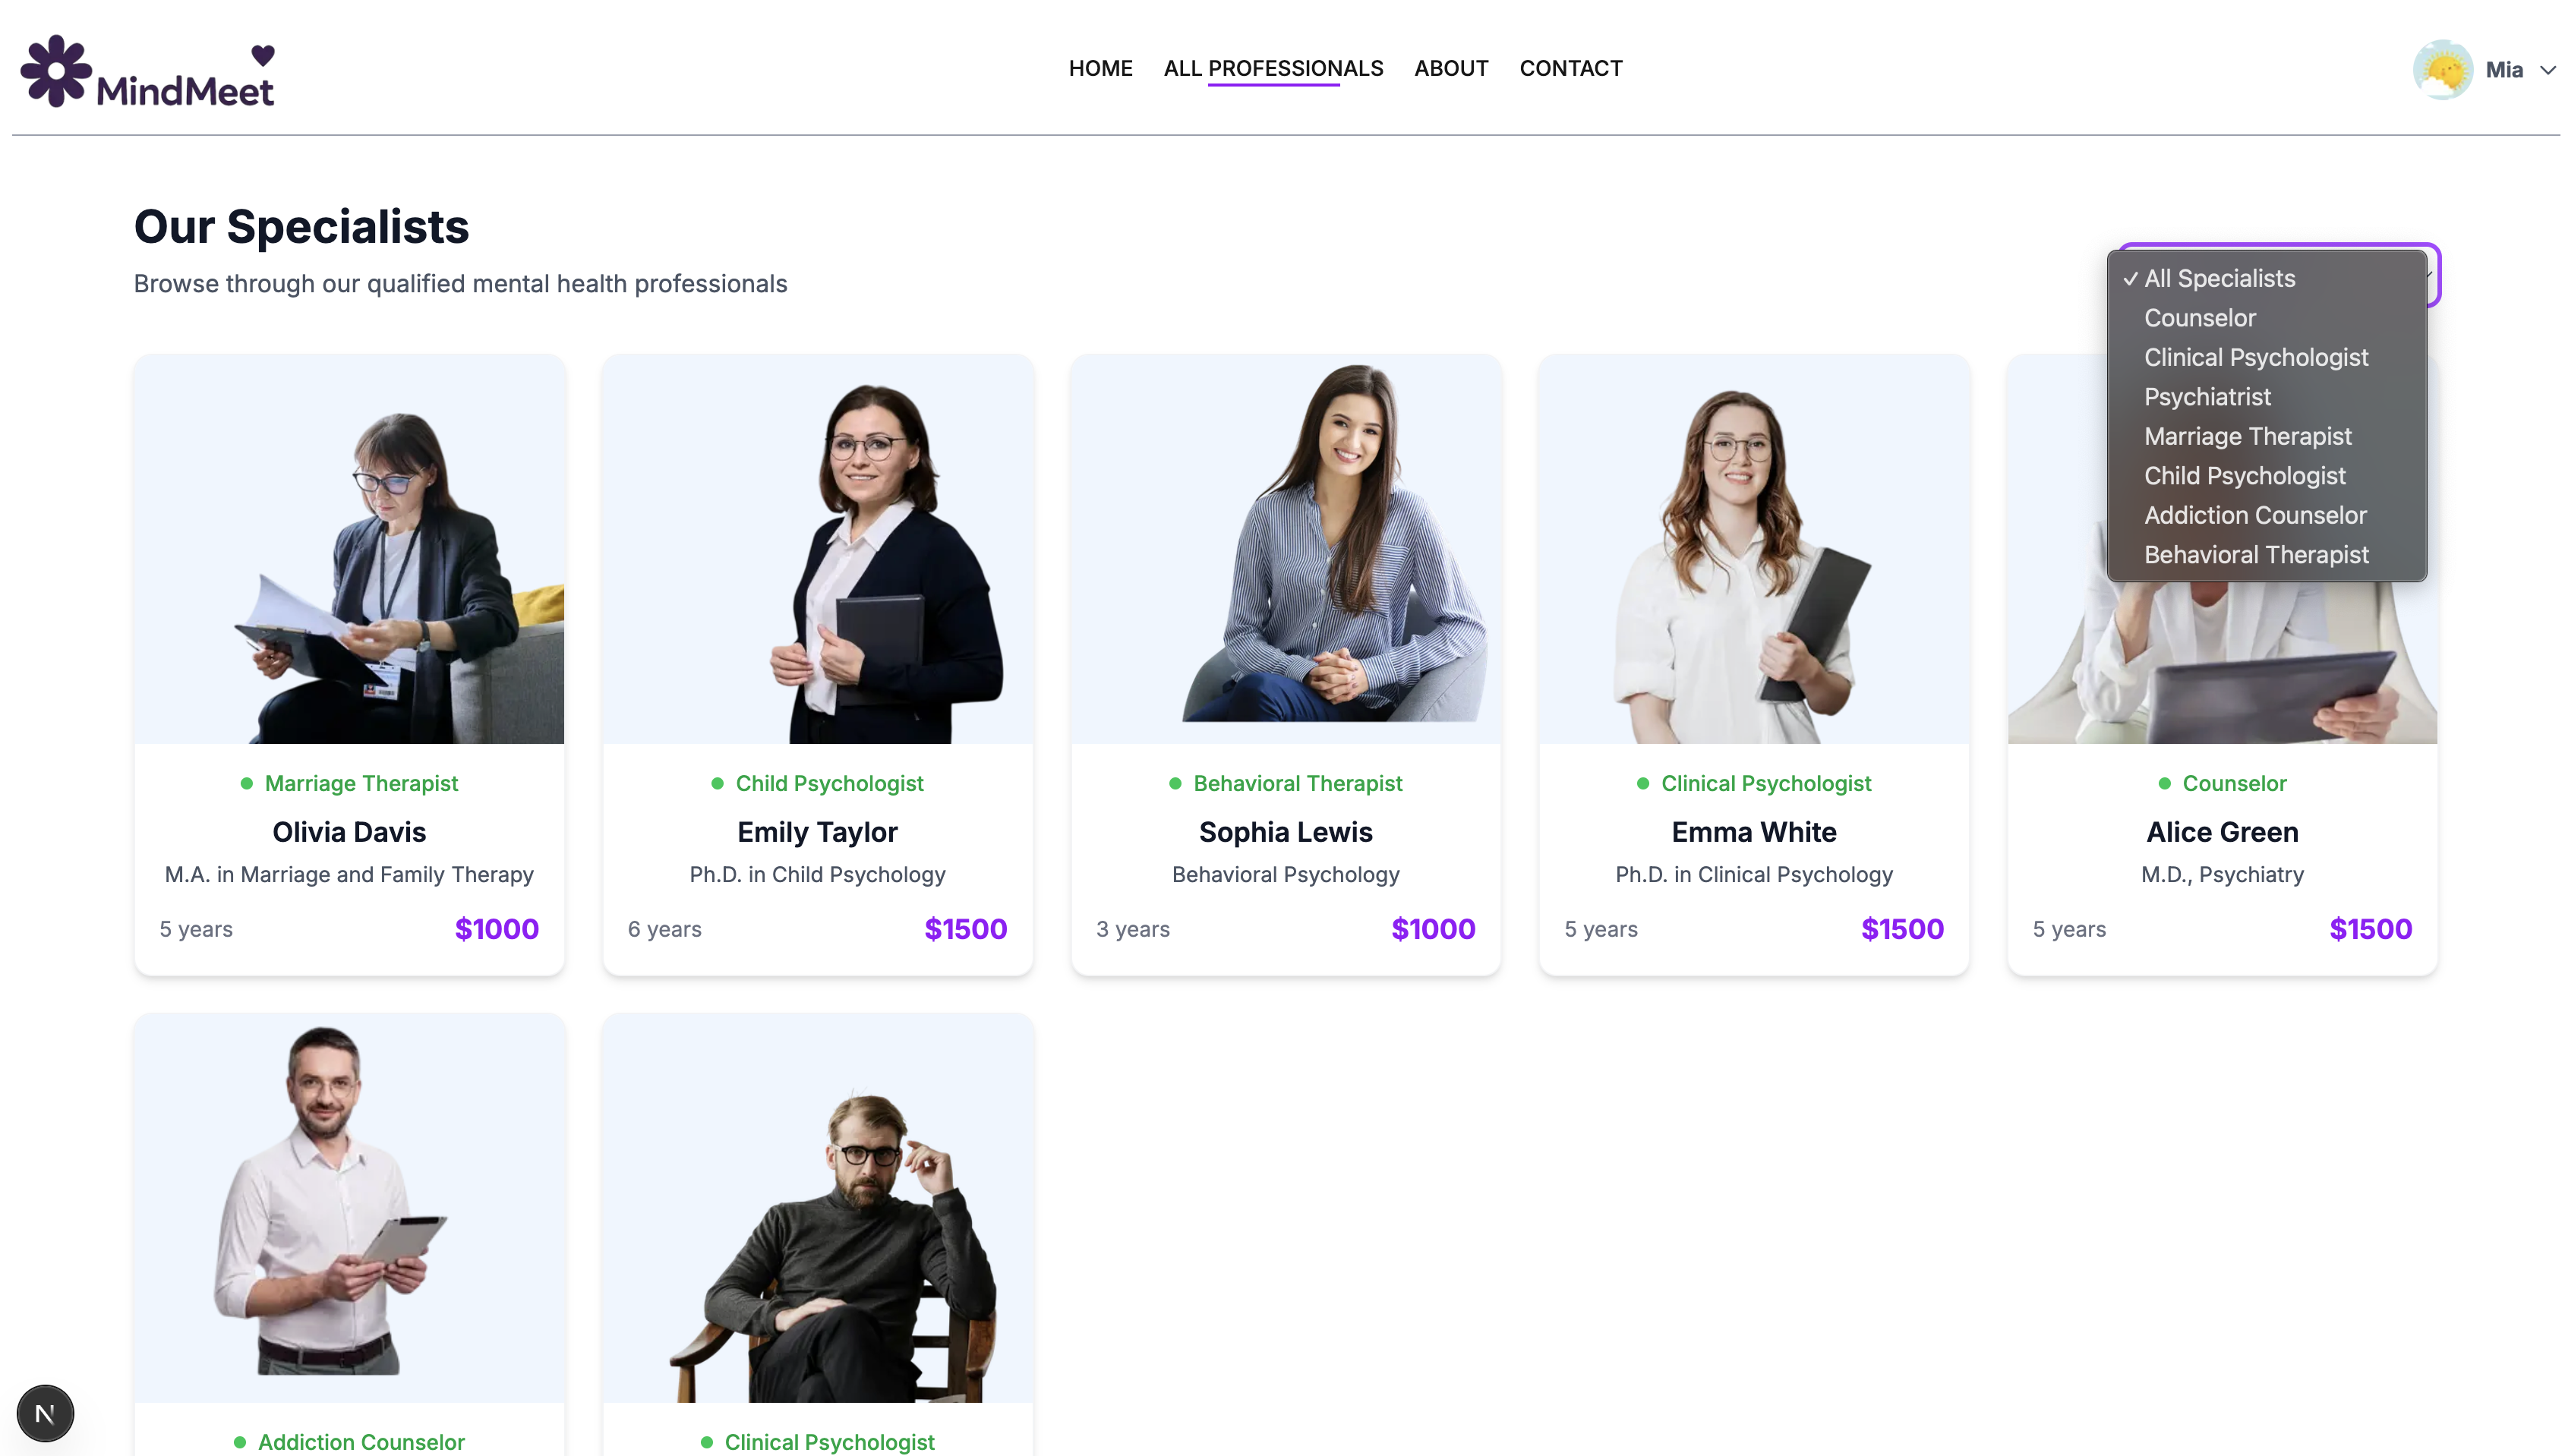 MindMeet
HOME ALL PROFESSIONALS ABOUT CONTACT
Mia
Our Specialists
Browse through our qualified mental health professionals
✓ All Specialists
Counselor
Clinical Psychologist
Psychiatrist
Marriage Therapist
Child Psychologist
Addiction Counselor
Behavioral Therapist
Marriage Therapist
Olivia Davis
M.A. in Marriage and Family Therapy
5 years $1000
Child Psychologist
Emily Taylor
Ph.D. in Child Psychology
6 years $1500
Behavioral Therapist
Sophia Lewis
Behavioral Psychology
3 years $1000
Clinical Psychologist
Emma White
Ph.D. in Clinical Psychology
5 years $1500
Counselor
Alice Green
M.D., Psychiatry
5 years $1500
Addiction Counselor
Clinical Psychologist
N